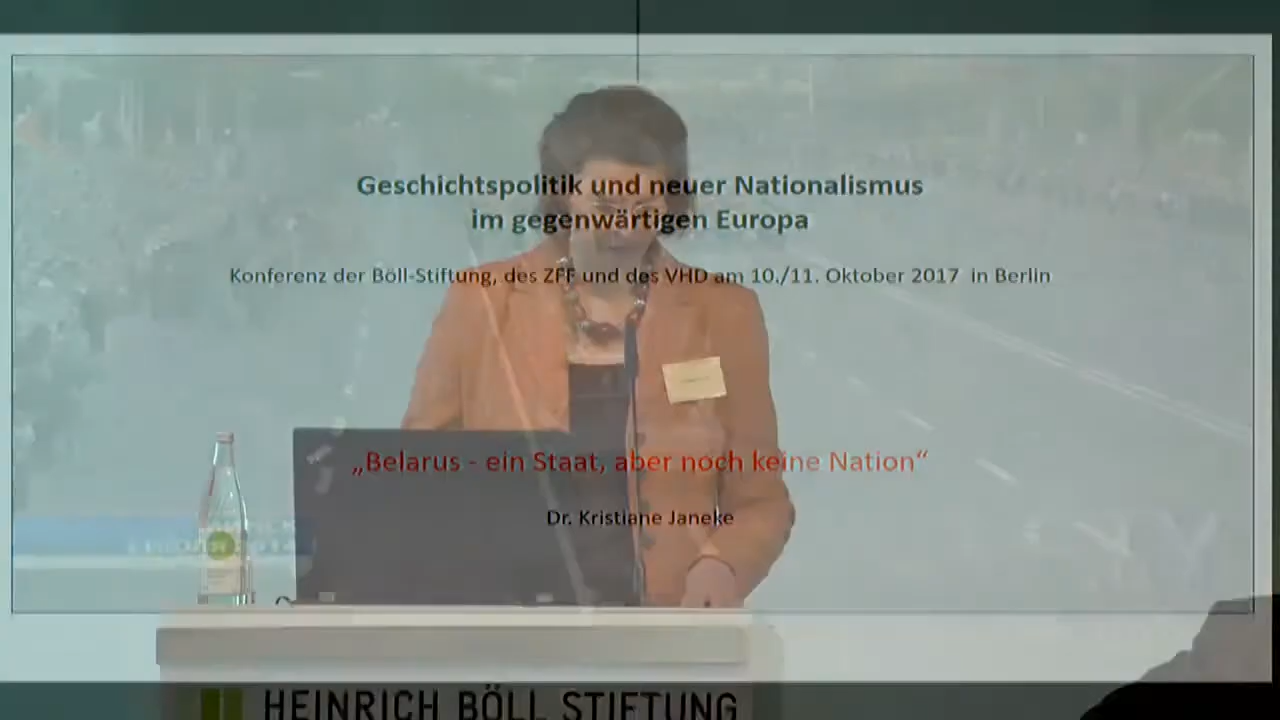 Geschichtspolitik und neuer Nationalismus
im gegenwärtigen Europa
Konferenz der Böll-Stiftung, des ZFF und des VHD am 10./11. Oktober 2017 in Berlin
„Belarus - ein Staat, aber noch keine Nation“
Dr. Kristiane Janeke
HEINRICH BÖLL STIFTUNG